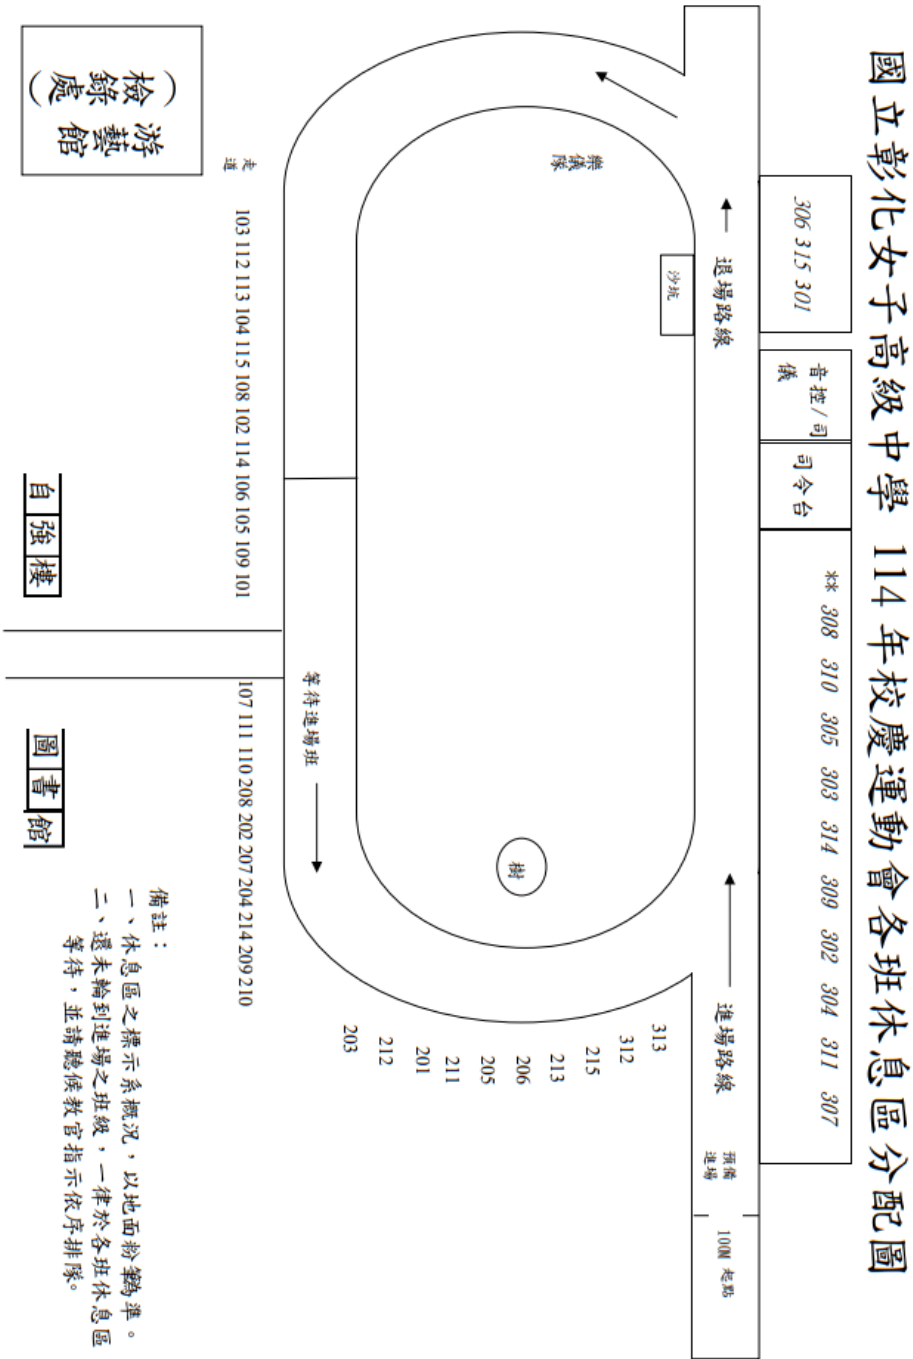 國立彰化女子高級中學 114 年校慶運動會各班休息區分配圖
306 315 301
音控/司
儀
司令台
** 308 310 305 303 314 309 302 304 311 307
退場路線
進場路線
預備
進場
100M 起點
沙坑
樂
儀
隊
樹
313
312
215
213
206
205
211
201
212
203
等待進場班
走
道
103 112 113 104 115 108 102 114 106 105 109 101
107 111 110 208 202 207 204 214 209 210
游藝館
(檢錄處)
自強樓
圖書館
備註：
一、休息區之標示系概況，以地面粉筆為準。
二、還未輪到進場之班級，一律於各班休息區
等待，並請聽候教官指示依序排隊。